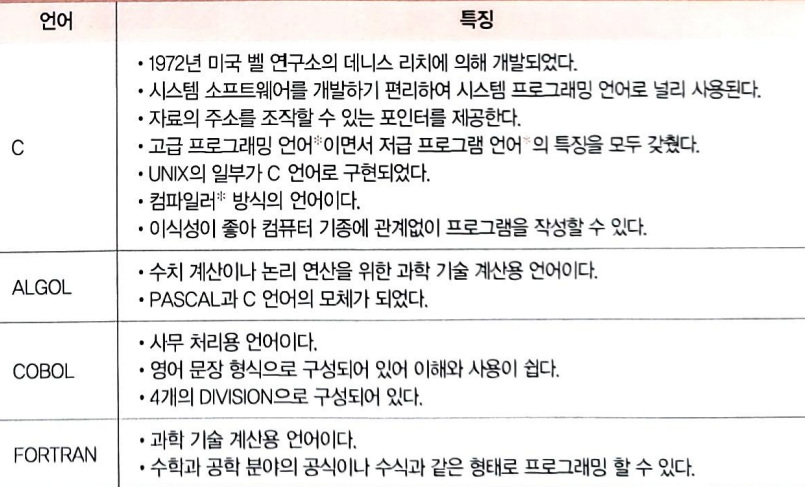 언어 특징
C
• 1972년 미국 벨 연구소의 데니스 리치에 의해 개발되었다.
• 시스템 소프트웨어를 개발하기 편리하여 시스템 프로그래밍 언어로 널리 사용된다.
• 자료의 주소를 조작할 수 있는 포인터를 제공한다.
• 고급 프로그래밍 언어※이면서 저급 프로그램 언어※의 특징을 모두 갖췄다.
• UNIX의 일부가 C 언어로 구현되었다.
• 컴파일러※ 방식의 언어이다.
• 이식성이 좋아 컴퓨터 기종에 관계없이 프로그램을 작성할 수 있다.
ALGOL
• 수치 계산이나 논리 연산을 위한 과학 기술 계산용 언어이다.
• PASCAL과 C 언어의 모체가 되었다.
COBOL
• 사무 처리용 언어이다.
• 영어 문장 형식으로 구성되어 있어 이해와 사용이 쉽다.
• 4개의 DIVISION으로 구성되어 있다.
FORTRAN
• 과학 기술 계산용 언어이다.
• 수학과 공학 분야의 공식이나 수식과 같은 형태로 프로그래밍 할 수 있다.